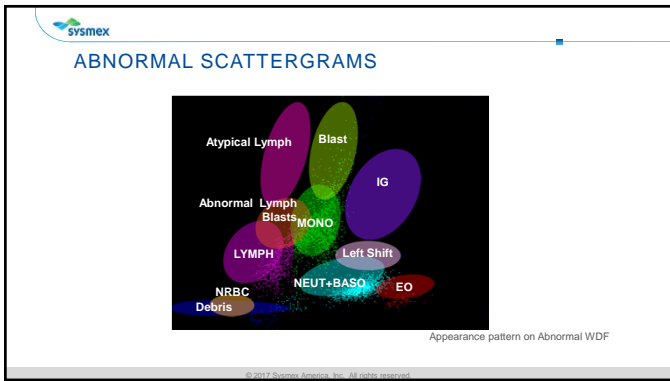 sysmex
ABNORMAL SCATTERGRAMS
Atypical Lymph
Blast
IG
Abnormal Lymph
Blasts
MONO
LYMPH
Left Shift
NEUT+BASO
EO
NRBC
Debris
Appearance pattern on Abnormal WDF
© 2017 Sysmex America, Inc. All rights reserved.